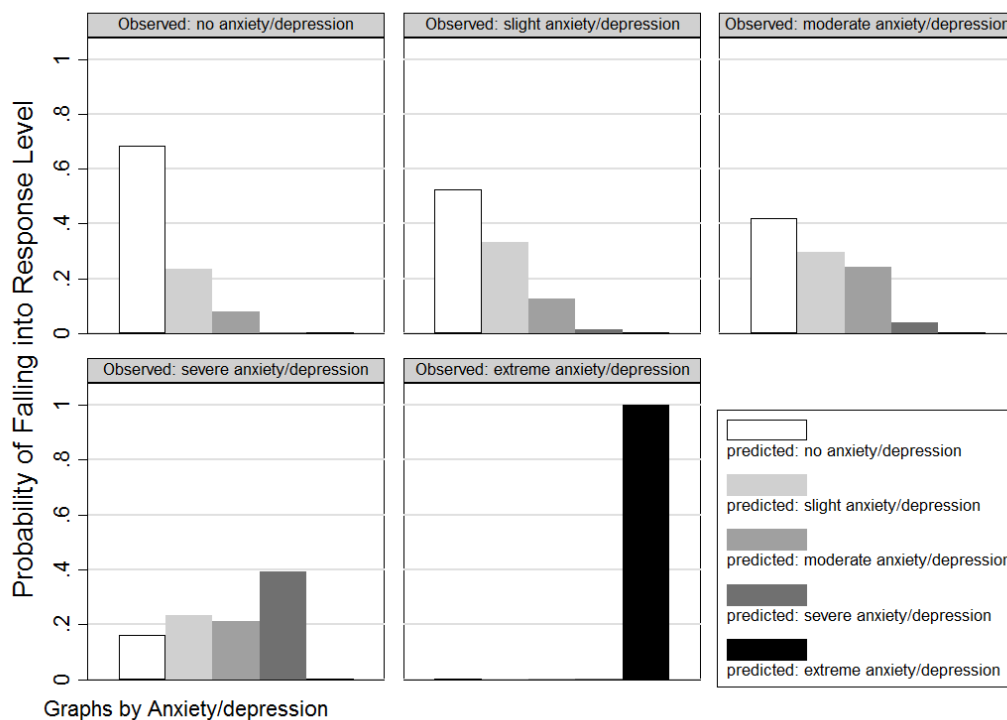 Observed: no anxiety/depression
Observed: slight anxiety/depression
Observed: moderate anxiety/depression
Probability of Falling into Response Level
1
.8
.6
.4
.2
0
Observed: severe anxiety/depression
Observed: extreme anxiety/depression
1
.8
.6
.4
.2
0
predicted: no anxiety/depression
predicted: slight anxiety/depression
predicted: moderate anxiety/depression
predicted: severe anxiety/depression
predicted: extreme anxiety/depression
Graphs by Anxiety/depression